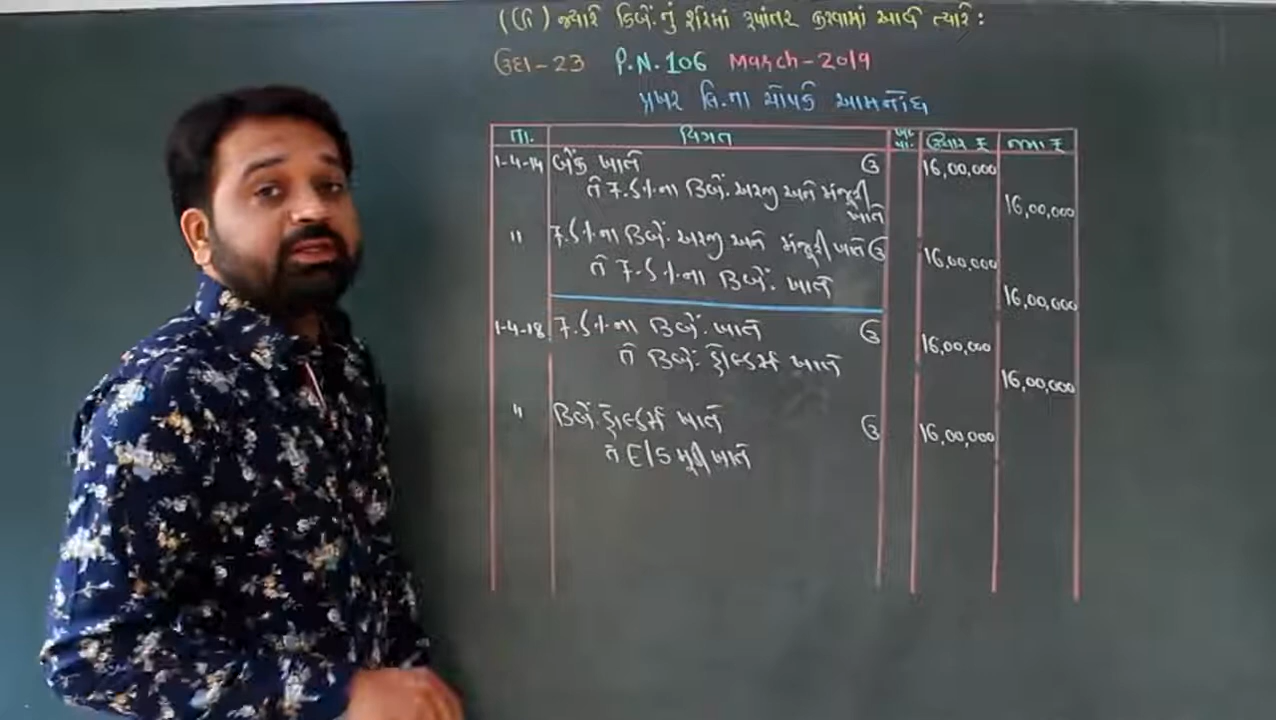 (C) જ્યારે ડિબેં.નું શેરમાં રૂપાંતર કરવામાં આવે ત્યારે :
ઉદા-23 P.N.106 March-2019
પ્રખર લિ.ના ચોપડે આમનોંધ
તા. વિગત ખા.પા. ઉધાર ₹ જમા ₹
1-4-14 બેંક ખાતે ઉ 16,00,000
તે 7.5%ના ડિબેં. અરજી અને મંજૂરી
ખાતે 16,00,000
" 7.5%ના ડિબેં. અરજી અને મંજૂરી ખાતે ઉ 16,00,000
તે 7.5%ના ડિબેં. ખાતે 16,00,000
1-4-18 7.5%ના ડિબેં. ખાતે ઉ 16,00,000
તે ડિબેં. હોલ્ડર્સ ખાતે 16,00,000
" ડિબેં. હોલ્ડર્સ ખાતે ઉ 16,00,000
તે E/S મૂડી ખાતે